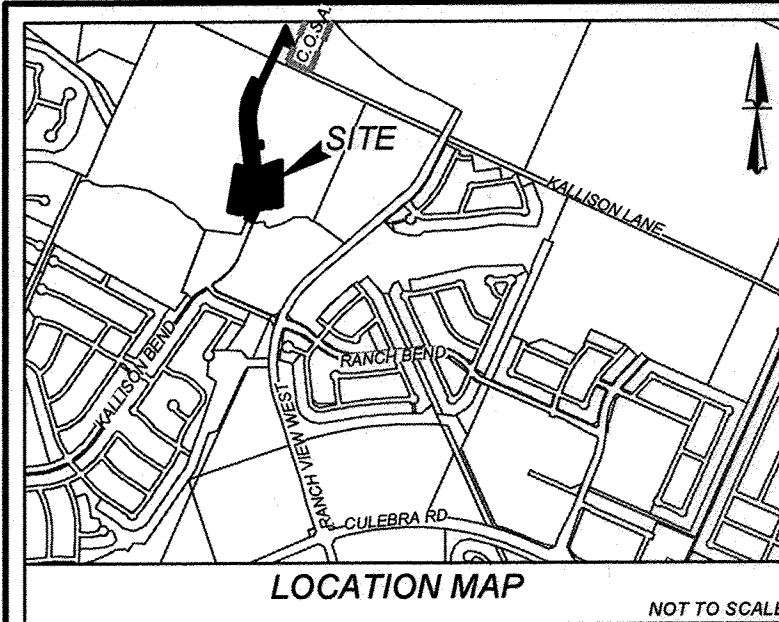 C.O.S.A.
SITE
KALLISON LANE
KALLISON BEND
RANCH BEND
RANCH VIEW WEST
CULEBRA RD
LOCATION MAP
NOT TO SCALE